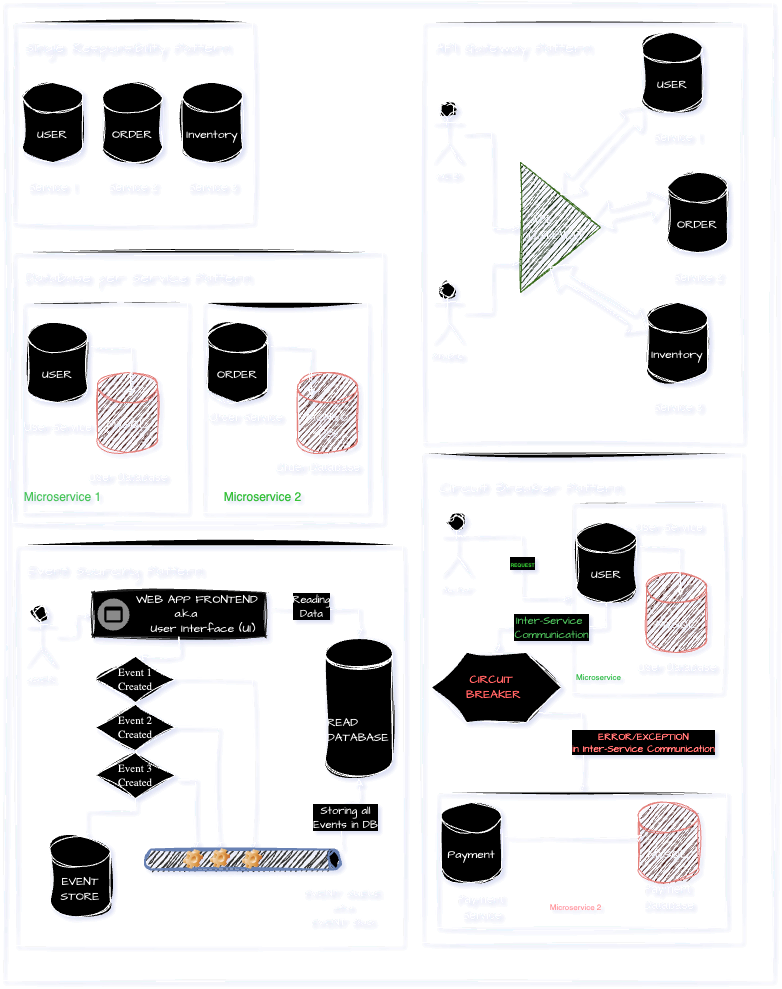 Single Responsibility Pattern
USER
ORDER
Inventory
Service 1
Service 2
Service 3
API Gateway Pattern
USER
Service 1
ORDER
Service 2
Inventory
Service 3
Database per Service Pattern
USER
User Service
User Database
Microservice 1
ORDER
Order Service
Order Database
Microservice 2
Circuit Breaker Pattern
REQUEST
User Service
USER
Inter-Service
Communication
User Database
Microservice
CIRCUIT
BREAKER
ERROR/EXCEPTION
in Inter-Service Communication
Payment
Payment
Service
Payment
Database
Microservice 2
Event Sourcing Pattern
WEB APP FRONTEND
a.k.a
User Interface (UI)
Reading
Data
Event 1
Created
Event 2
Created
Event 3
Created
READ
DATABASE
Storing all
Events in DB
EVENT
STORE
EVENT QUEUE
a.k.a
EVENT BUS